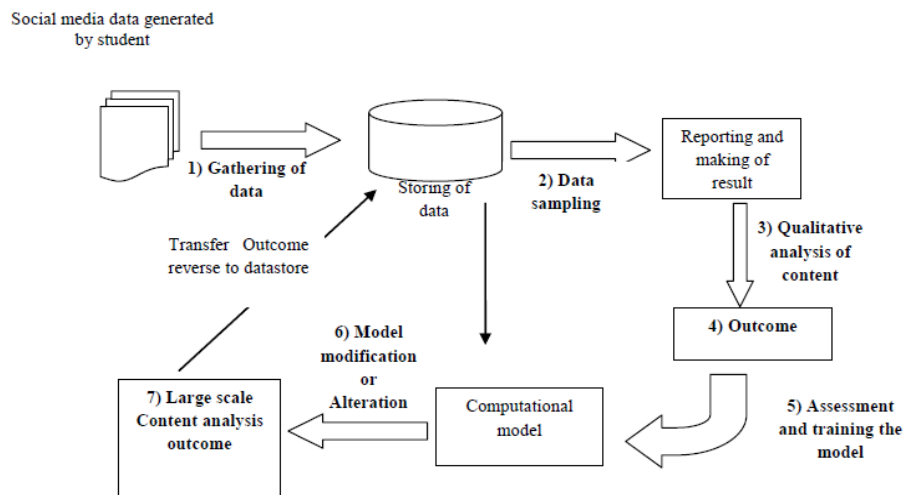 Social media data generated
by student
1) Gathering of
data
Storing of
data
2) Data
sampling
Reporting and
making of
result
3) Qualitative
analysis of
content
4) Outcome
5) Assessment
and training the
model
Computational
model
6) Model
modification
or
Alteration
7) Large scale
Content analysis
outcome
Transfer Outcome
reverse to datastore